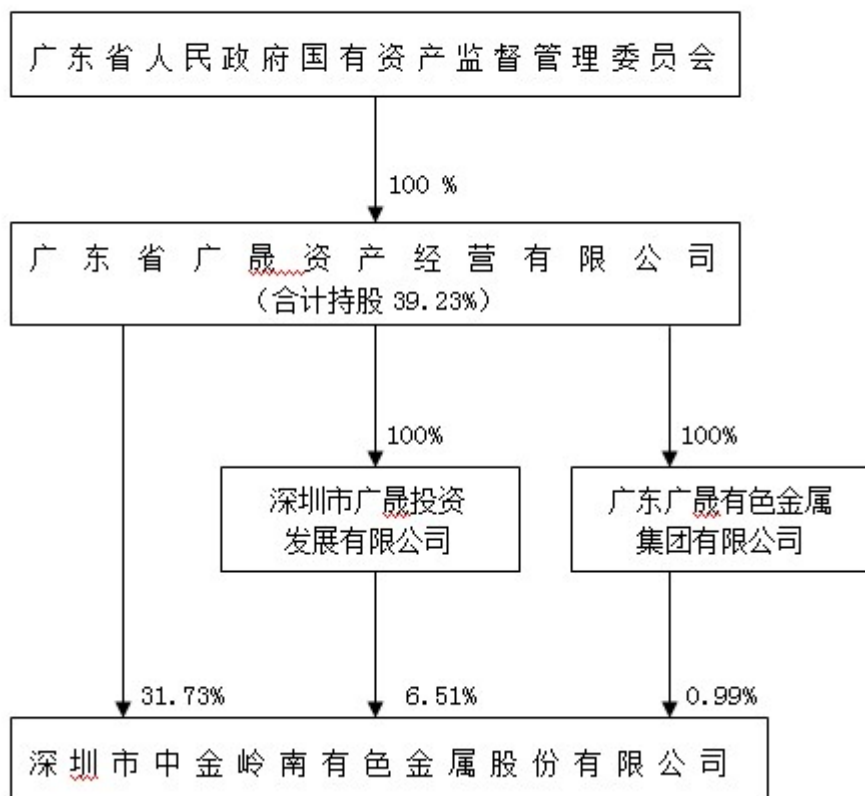 广东省人民政府国有资产监督管理委员会
100 %
广东省广晟资产经营有限公司
（合计持股 39.23%）
100%
100%
深圳市广晟投资
发展有限公司
广东广晟有色金属
集团有限公司
31.73%
6.51%
0.99%
深圳市中金岭南有色金属股份有限公司